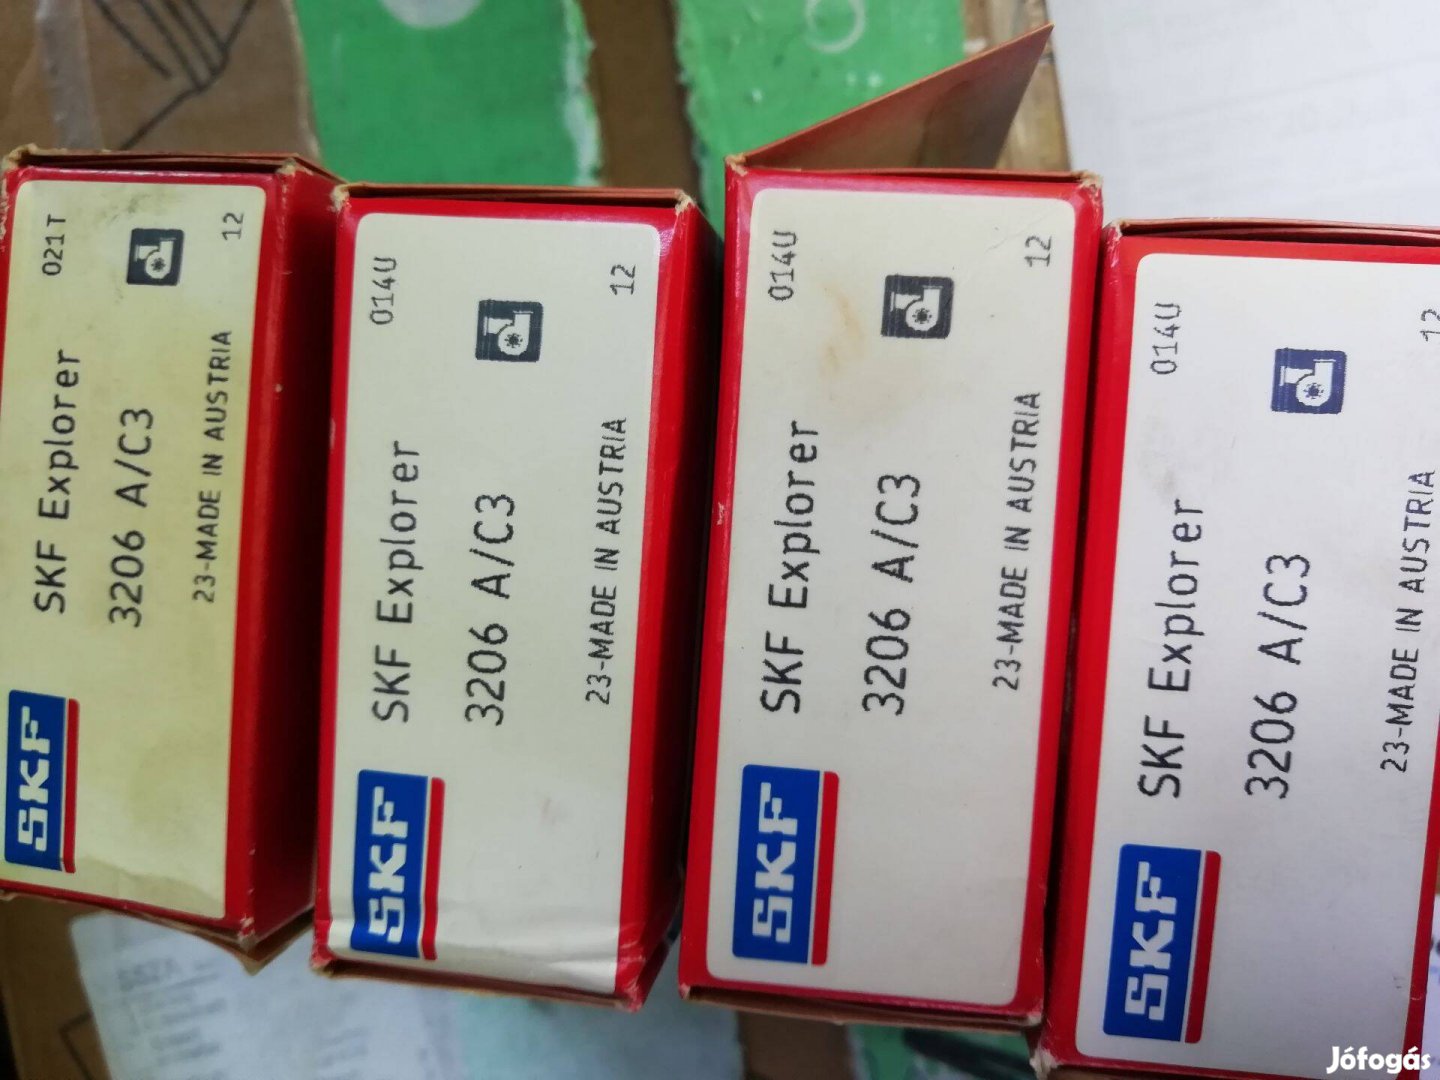 SKF
SKF Explorer
021T
3206 A/C3
23-MADE IN AUSTRIA
12
SKF
SKF Explorer
014U
3206 A/C3
23-MADE IN AUSTRIA
12
SKF
SKF Explorer
014U
3206 A/C3
23-MADE IN AUSTRIA
12
SKF
SKF Explorer
014U
3206 A/C3
23-MADE IN AUSTRIA
12
Jófogás